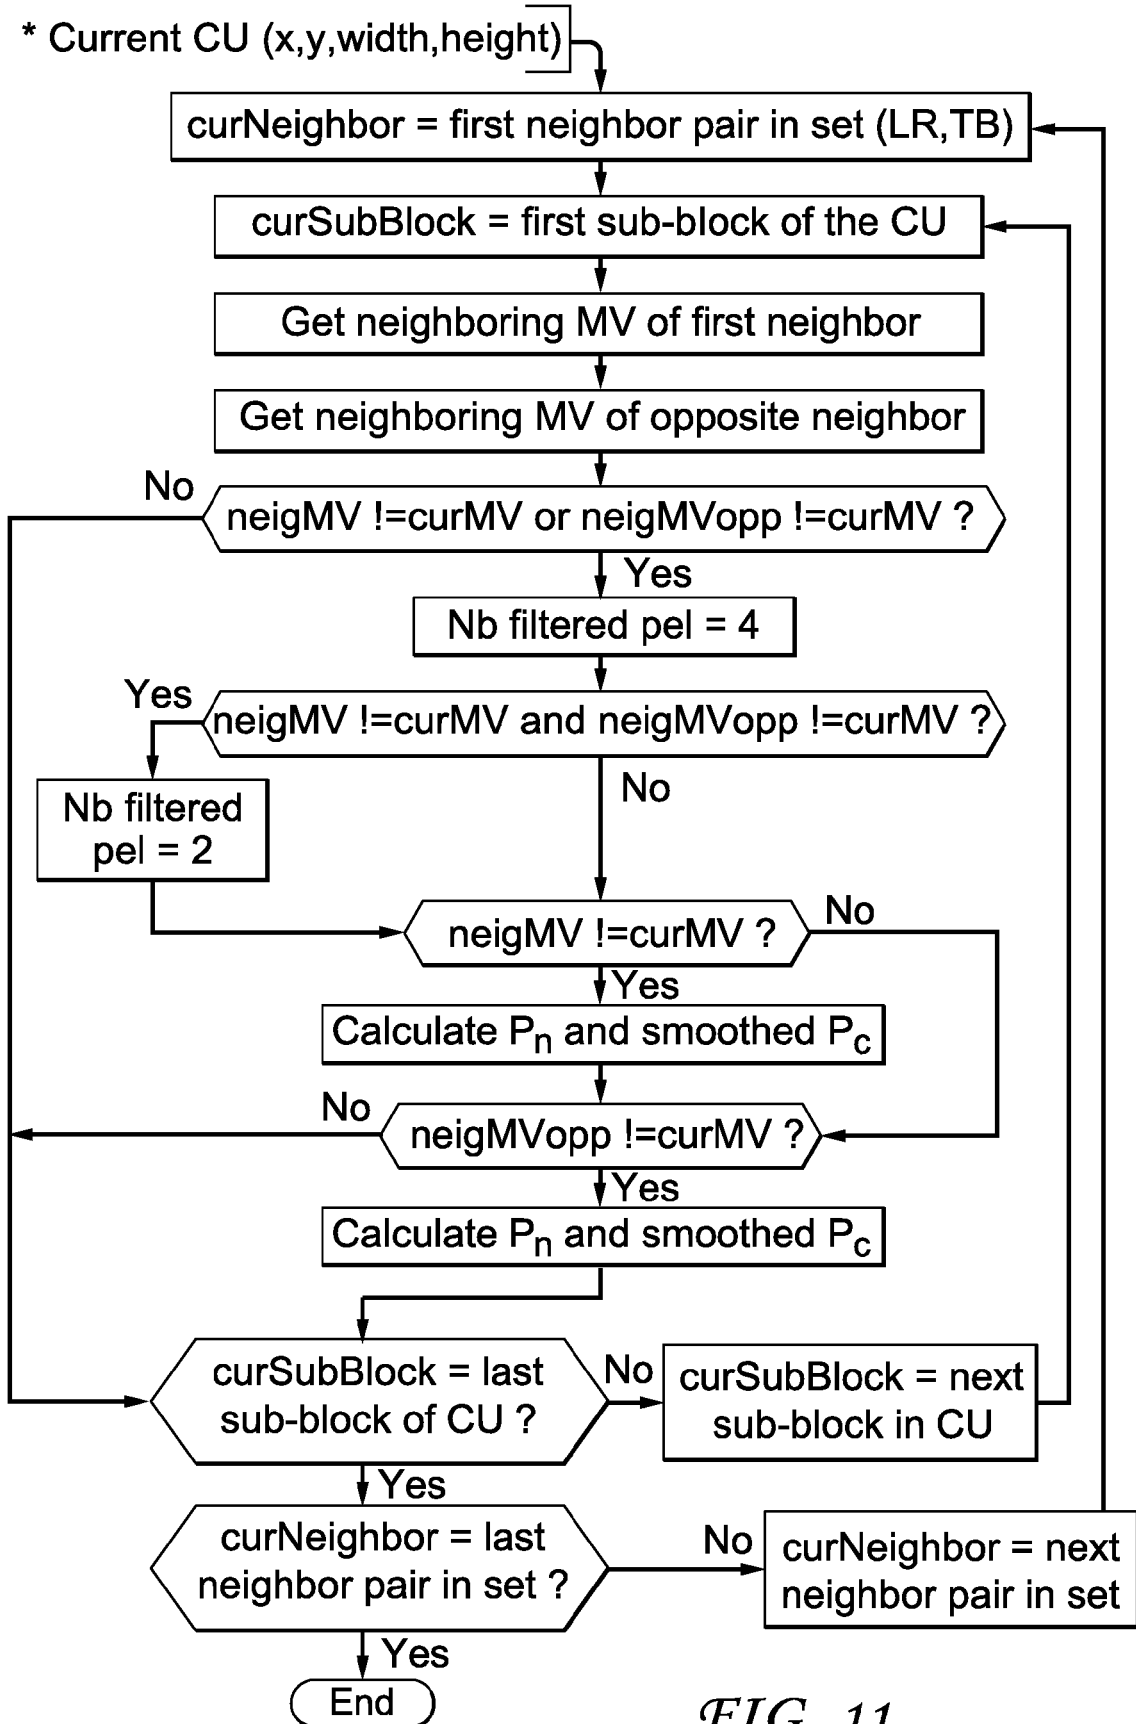 * Current CU (x,y,width,height)
curNeighbor = first neighbor pair in set (LR,TB)
curSubBlock = first sub-block of the CU
Get neighboring MV of first neighbor
Get neighboring MV of opposite neighbor
No
neigMV !=curMV or neigMVopp !=curMV ?
Yes
Nb filtered pel = 4
Yes
neigMV !=curMV and neigMVopp !=curMV ?
No
Nb filtered
pel = 2
neigMV !=curMV ?
No
Yes
Calculate Pn and smoothed Pc
No
neigMVopp !=curMV ?
Yes
Calculate Pn and smoothed Pc
curSubBlock = last
sub-block of CU ?
No
curSubBlock = next
sub-block in CU
Yes
curNeighbor = last
neighbor pair in set ?
No
curNeighbor = next
neighbor pair in set
Yes
End
FIG. 11